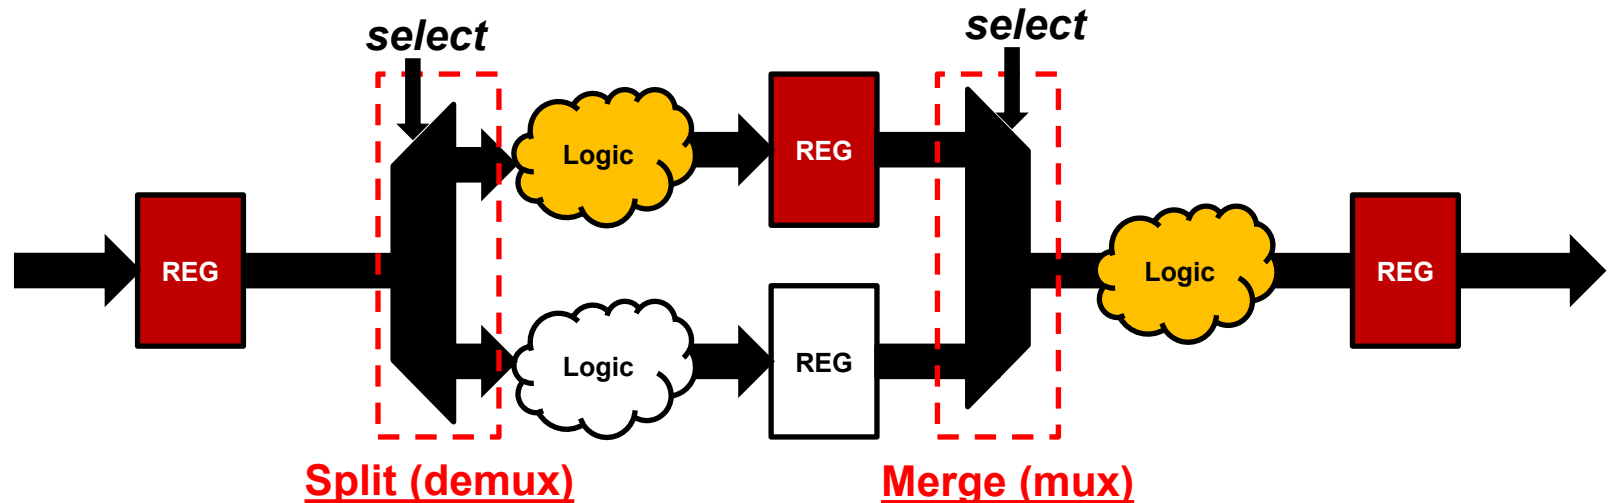 select
select
Logic
REG
REG
Logic
REG
Logic
REG
Split (demux)
Merge (mux)